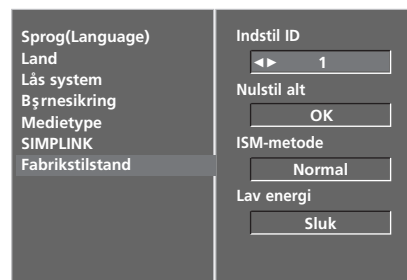 Sprog(Language)
Land
Lås system
Bşrnesikring
Medietype
SIMPLINK
Fabrikstilstand
Indstil ID
◄► 1
Nulstil alt
OK
ISM-metode
Normal
Lav energi
Sluk